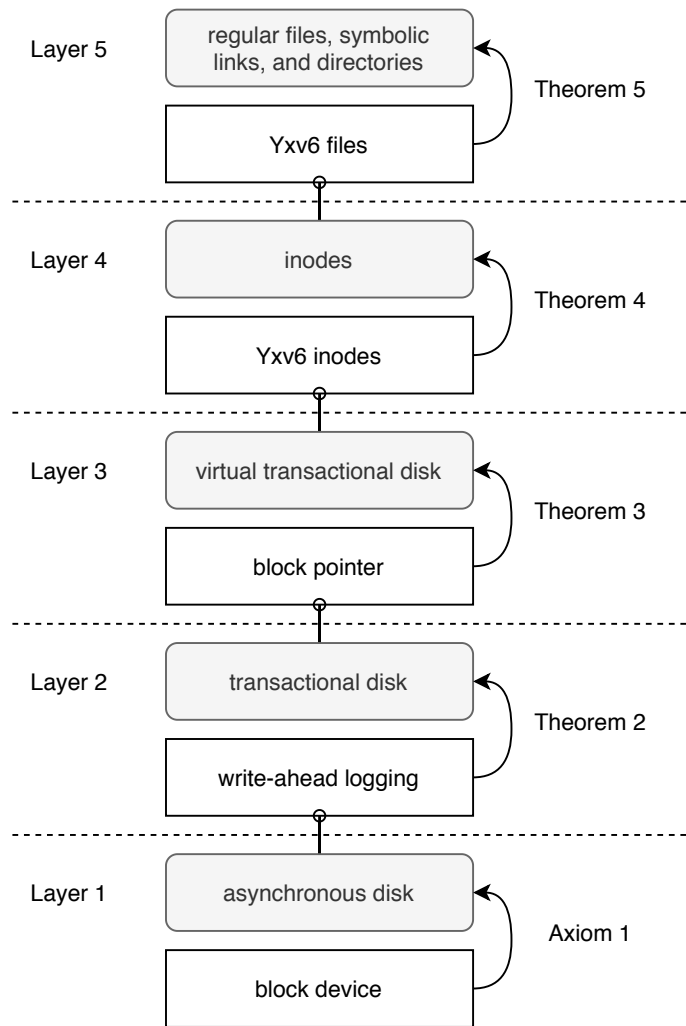 Layer 5
regular files, symbolic
links, and directories
Theorem 5
Yxv6 files
Layer 4
inodes
Theorem 4
Yxv6 inodes
Layer 3
virtual transactional disk
Theorem 3
block pointer
Layer 2
transactional disk
Theorem 2
write-ahead logging
Layer 1
asynchronous disk
Axiom 1
block device